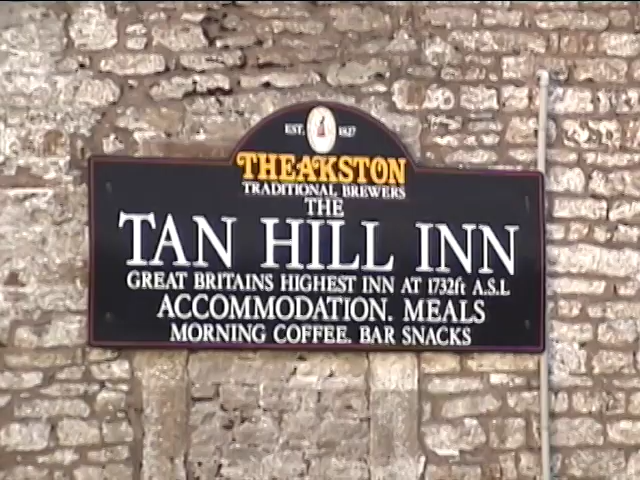 EST. 1827
THEAKSTON
TRADITIONAL BREWERS
THE
TAN HILL INN
GREAT BRITAINS HIGHEST INN AT 1732ft A.S.L
ACCOMMODATION. MEALS
MORNING COFFEE. BAR SNACKS